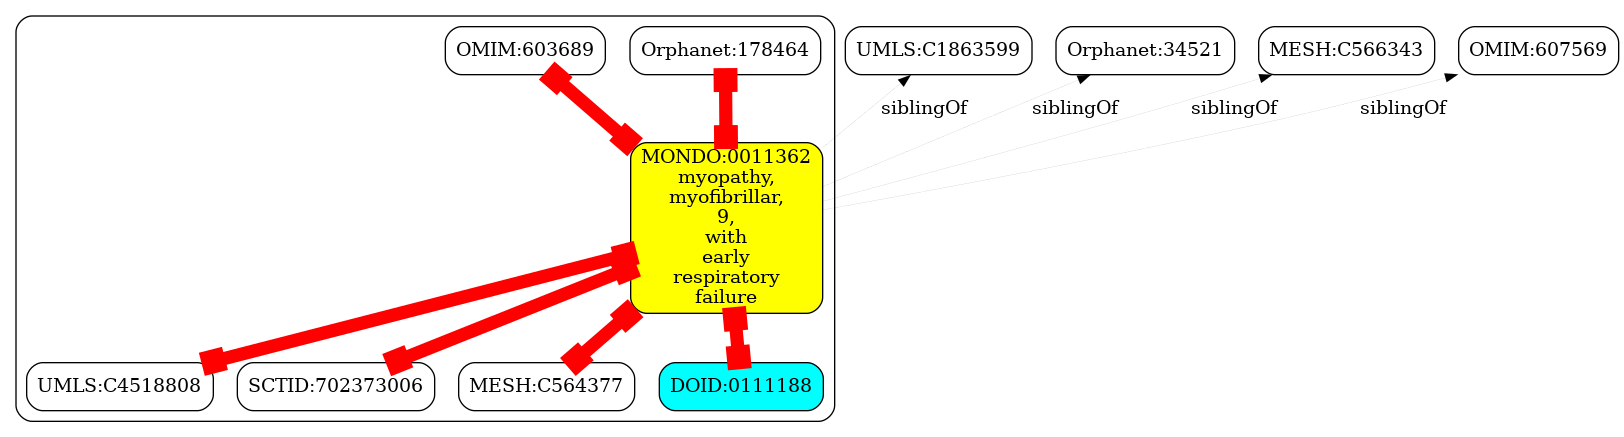 OMIM:603689
Orphanet:178464
UMLS:C1863599
Orphanet:34521
MESH:C566343
OMIM:607569
siblingOf
siblingOf
siblingOf
siblingOf
MONDO:0011362
myopathy,
myofibrillar,
9,
with
early
respiratory
failure
UMLS:C4518808
SCTID:702373006
MESH:C564377
DOID:0111188